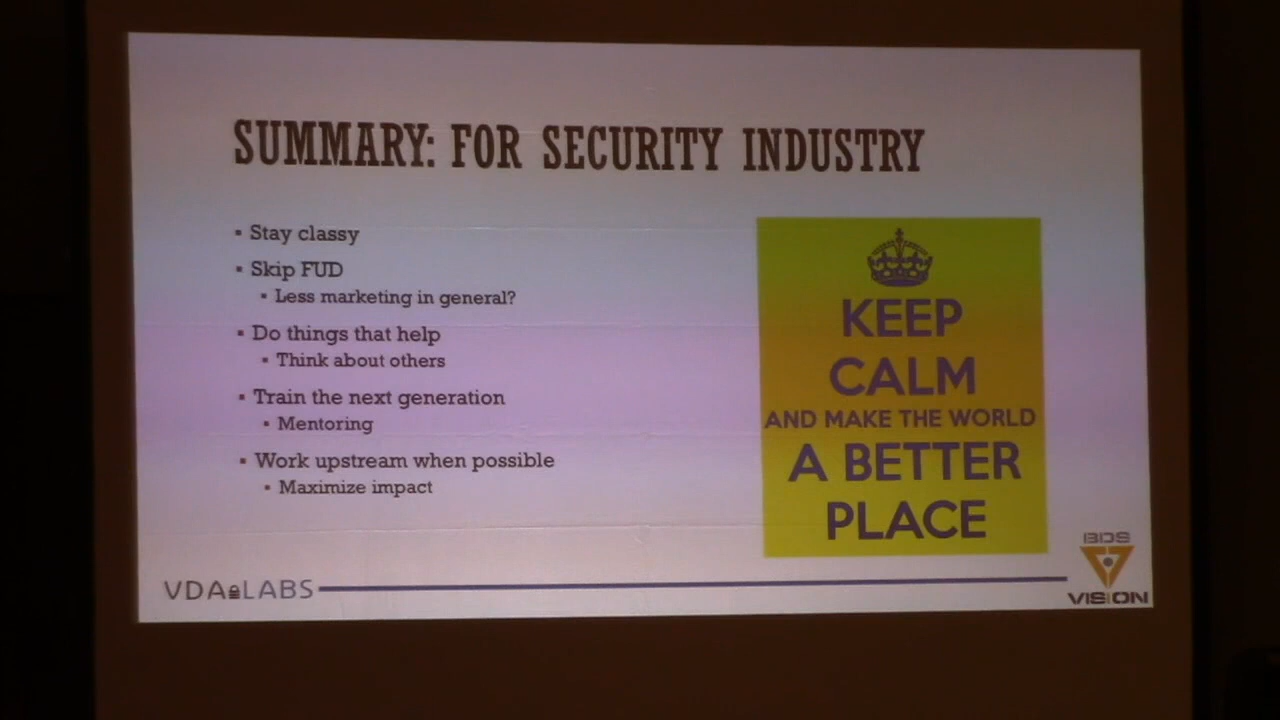 SUMMARY: FOR SECURITY INDUSTRY
▪ Stay classy
▪ Skip FUD
▪ Less marketing in general?
▪ Do things that help
▪ Think about others
▪ Train the next generation
▪ Mentoring
▪ Work upstream when possible
▪ Maximize impact
KEEP
CALM
AND MAKE THE WORLD
A BETTER
PLACE
VDA LABS
BDS
VISION